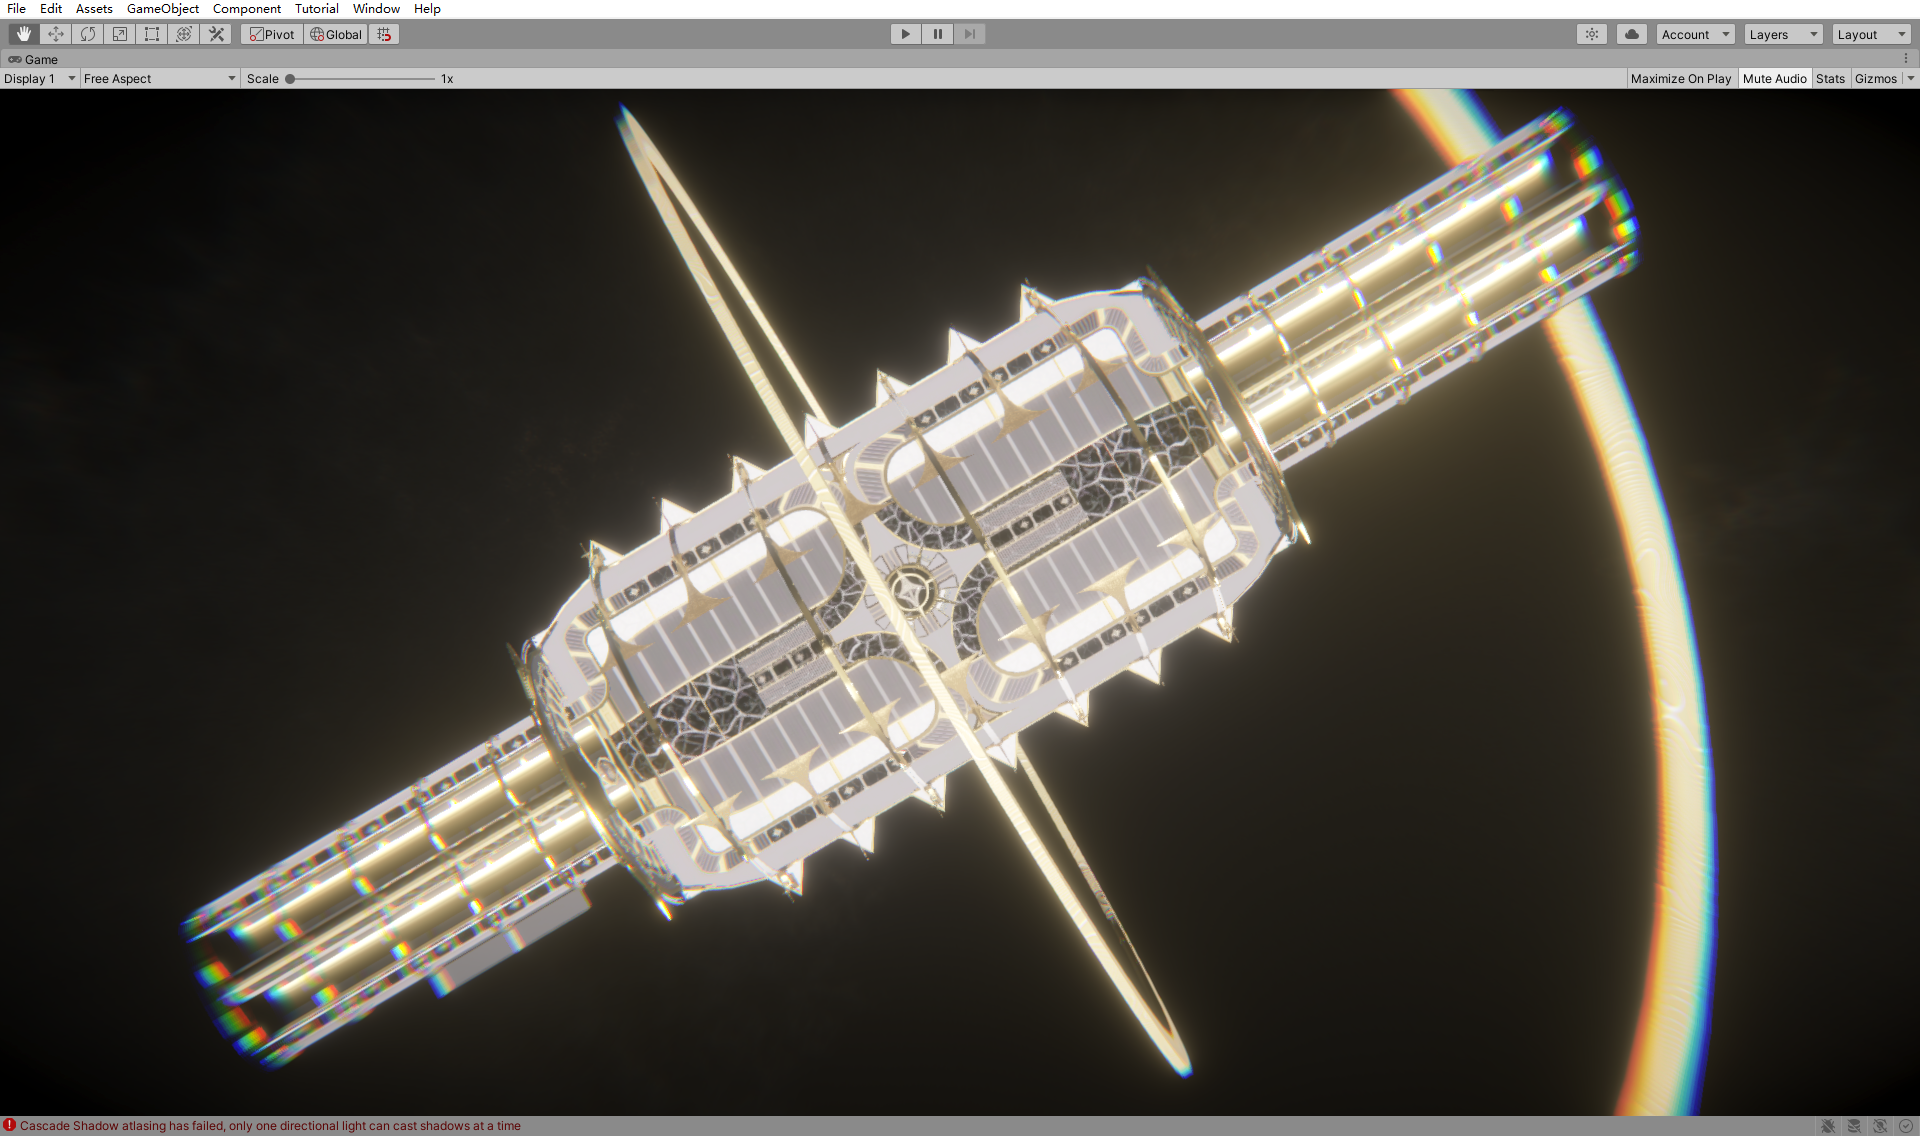 File Edit Assets GameObject Component Tutorial Window Help
Pivot Global Account Layers Layout
Game
Display 1 Free Aspect Scale 1x Maximize On Play Mute Audio Stats Gizmos
Cascade Shadow atlasing has failed, only one directional light can cast shadows at a time